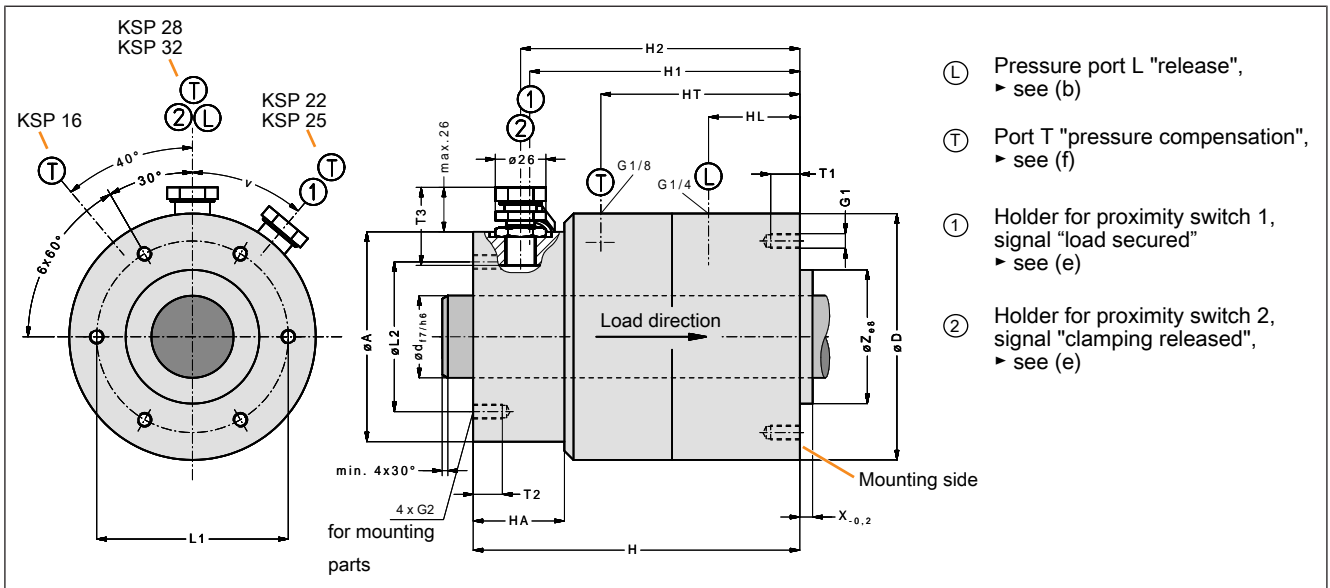 KSP 28
KSP 32
T
2 L
KSP 22
KSP 25
T
1
KSP 16
T
40°
30°
v
6x60°
L1
H2
H1
HT
HL
1
2
max.26
ø26
G1/8
G1/4
T
L
T1
G1
T3
øA
øL2
ød f7/h6
Load direction
øZ e8
øD
min. 4x30°
T2
4 x G2
for mounting
parts
HA
H
X -0,2
Mounting side
L Pressure port L "release",
► see (b)
T Port T "pressure compensation",
► see (f)
1 Holder for proximity switch 1,
signal “load secured”
► see (e)
2 Holder for proximity switch 2,
signal "clamping released",
► see (e)